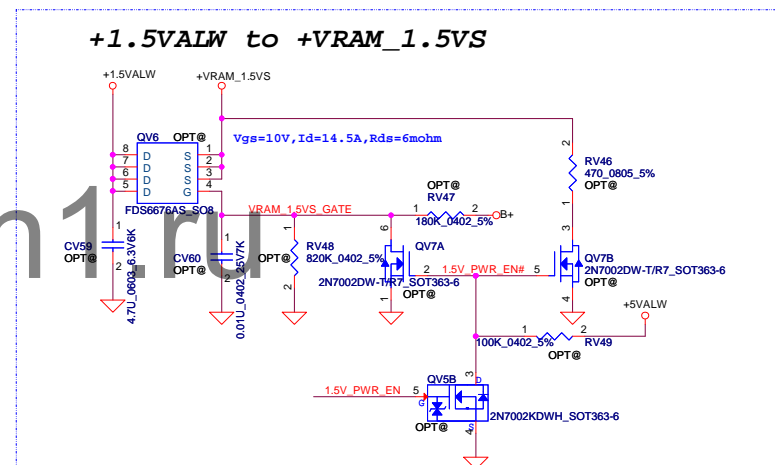 +1.5VALW to +VRAM_1.5VS
+1.5VALW
+VRAM_1.5VS
QV6 OPT@
8 D S 1
7 D S 2
6 D S 3
5 D G 4
FDS6676AS_SO8
Vgs=10V,Id=14.5A,Rds=6mohm
2
RV46
470_0805_5%
OPT@
1
OPT@
RV47
1 2
180K_0402_5%
B+
VRAM_1.5VS_GATE
1
CV59
OPT@
2
4.7U_0603_6.3V6K
1
CV60
OPT@
2
0.01U_0402_25V7K
1
RV48
820K_0402_5%
OPT@
2
6
QV7A
2
2N7002DW-T/R7_SOT363-6
OPT@
1
1.5V_PWR_EN#
3
5
QV7B
2N7002DW-T/R7_SOT363-6
OPT@
4
+5VALW
1 2
100K_0402_5%
RV49
OPT@
3
QV5B
D
1.5V_PWR_EN
5
G
2N7002KDWH_SOT363-6
OPT@
S
4
n1.ru